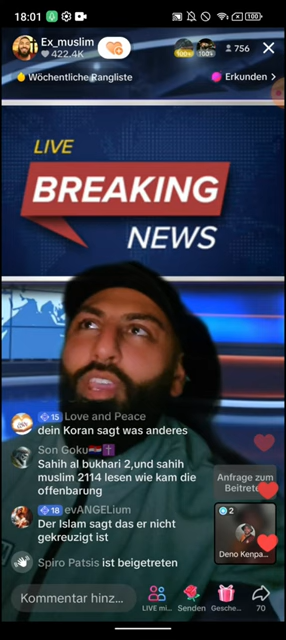 18:01
100
Ex_muslim
422.4K
756
Wöchentliche Rangliste
Erkunden
LIVE
BREAKING
NEWS
15 Love and Peace
dein Koran sagt was anderes
Son Goku
Sahih al bukhari 2,und sahih
muslim 2114 lesen wie kam die
offenbarung
Anfrage zum
Beitrete
18 evANGELium
Der Islam sagt das er nicht
gekreuzigt ist
2
Deno Kenpa...
Spiro Patsis ist beigetreten
Kommentar hinz...
LIVE mi...
Senden
Gesche...
70